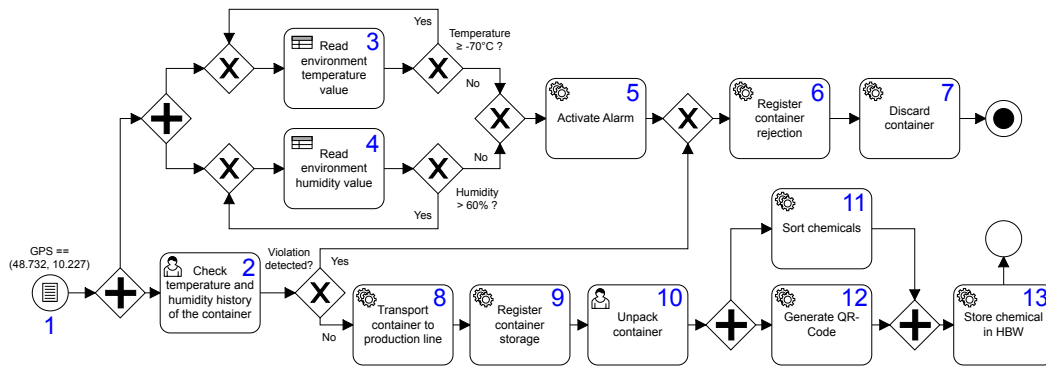 Yes
3
Read
environment
temperature
value
Temperature
≥ -70°C ?
No
4
Read
environment
humidity value
No
Humidity
> 60% ?
Yes
5
Activate Alarm
6
Register
container
rejection
7
Discard
container
GPS ==
(48.732, 10.227)
1
2
Check
temperature and
humidity history
of the container
Violation
detected?
Yes
No
8
Transport
container to
production line
9
Register
container
storage
10
Unpack
container
11
Sort chemicals
12
Generate QR-
Code
13
Store chemical
in HBW